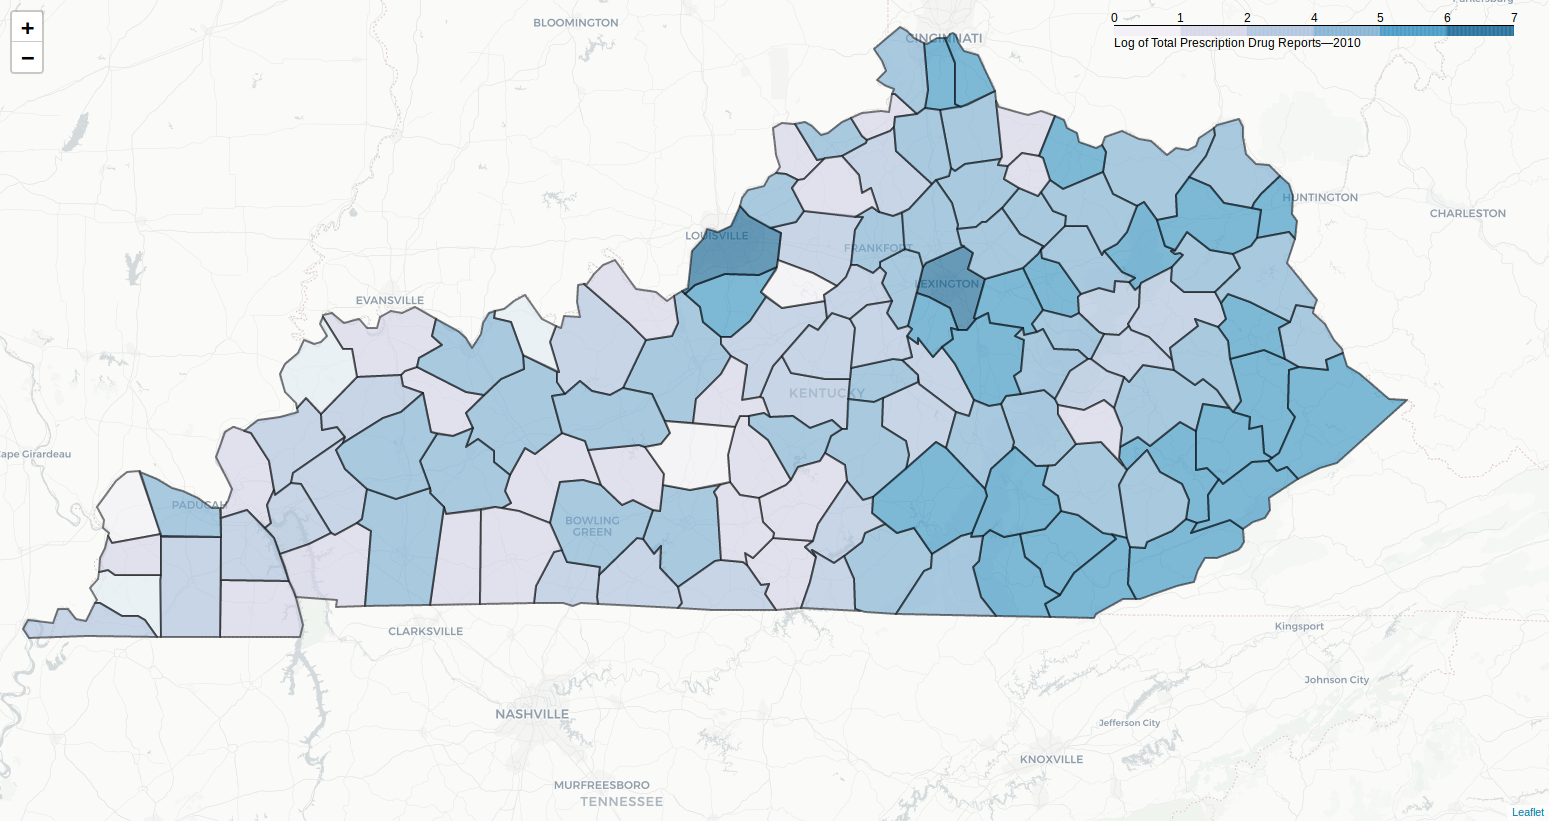 +
−
BLOOMINGTON
CINCINNATI
0 1 2 4 5 6 7
Log of Total Prescription Drug Reports—2010
HUNTINGTON
CHARLESTON
LOUISVILLE
FRANKFORT
LEXINGTON
EVANSVILLE
KENTUCKY
Cape Girardeau
PADUCAH
BOWLING
GREEN
CLARKSVILLE
Kingsport
Johnson City
NASHVILLE
Jefferson City
KNOXVILLE
MURFREESBORO
TENNESSEE
Leaflet